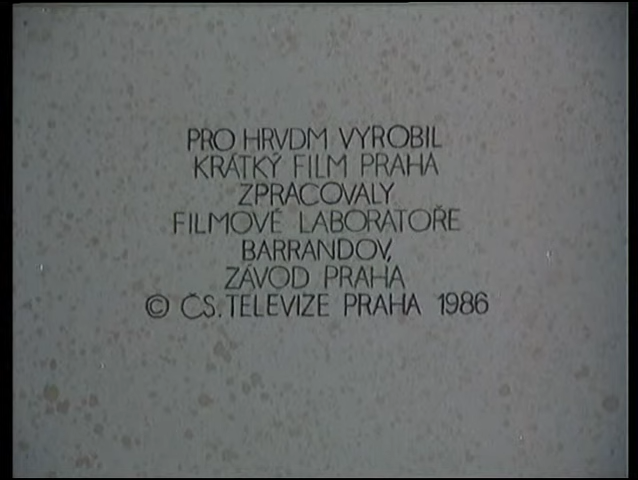 PRO HRVDM VYROBIL
KRÁTKÝ FILM PRAHA
ZPRACOVALY
FILMOVÉ LABORATOŘE
BARRANDOV,
ZÁVOD PRAHA
© ČS. TELEVIZE PRAHA 1986